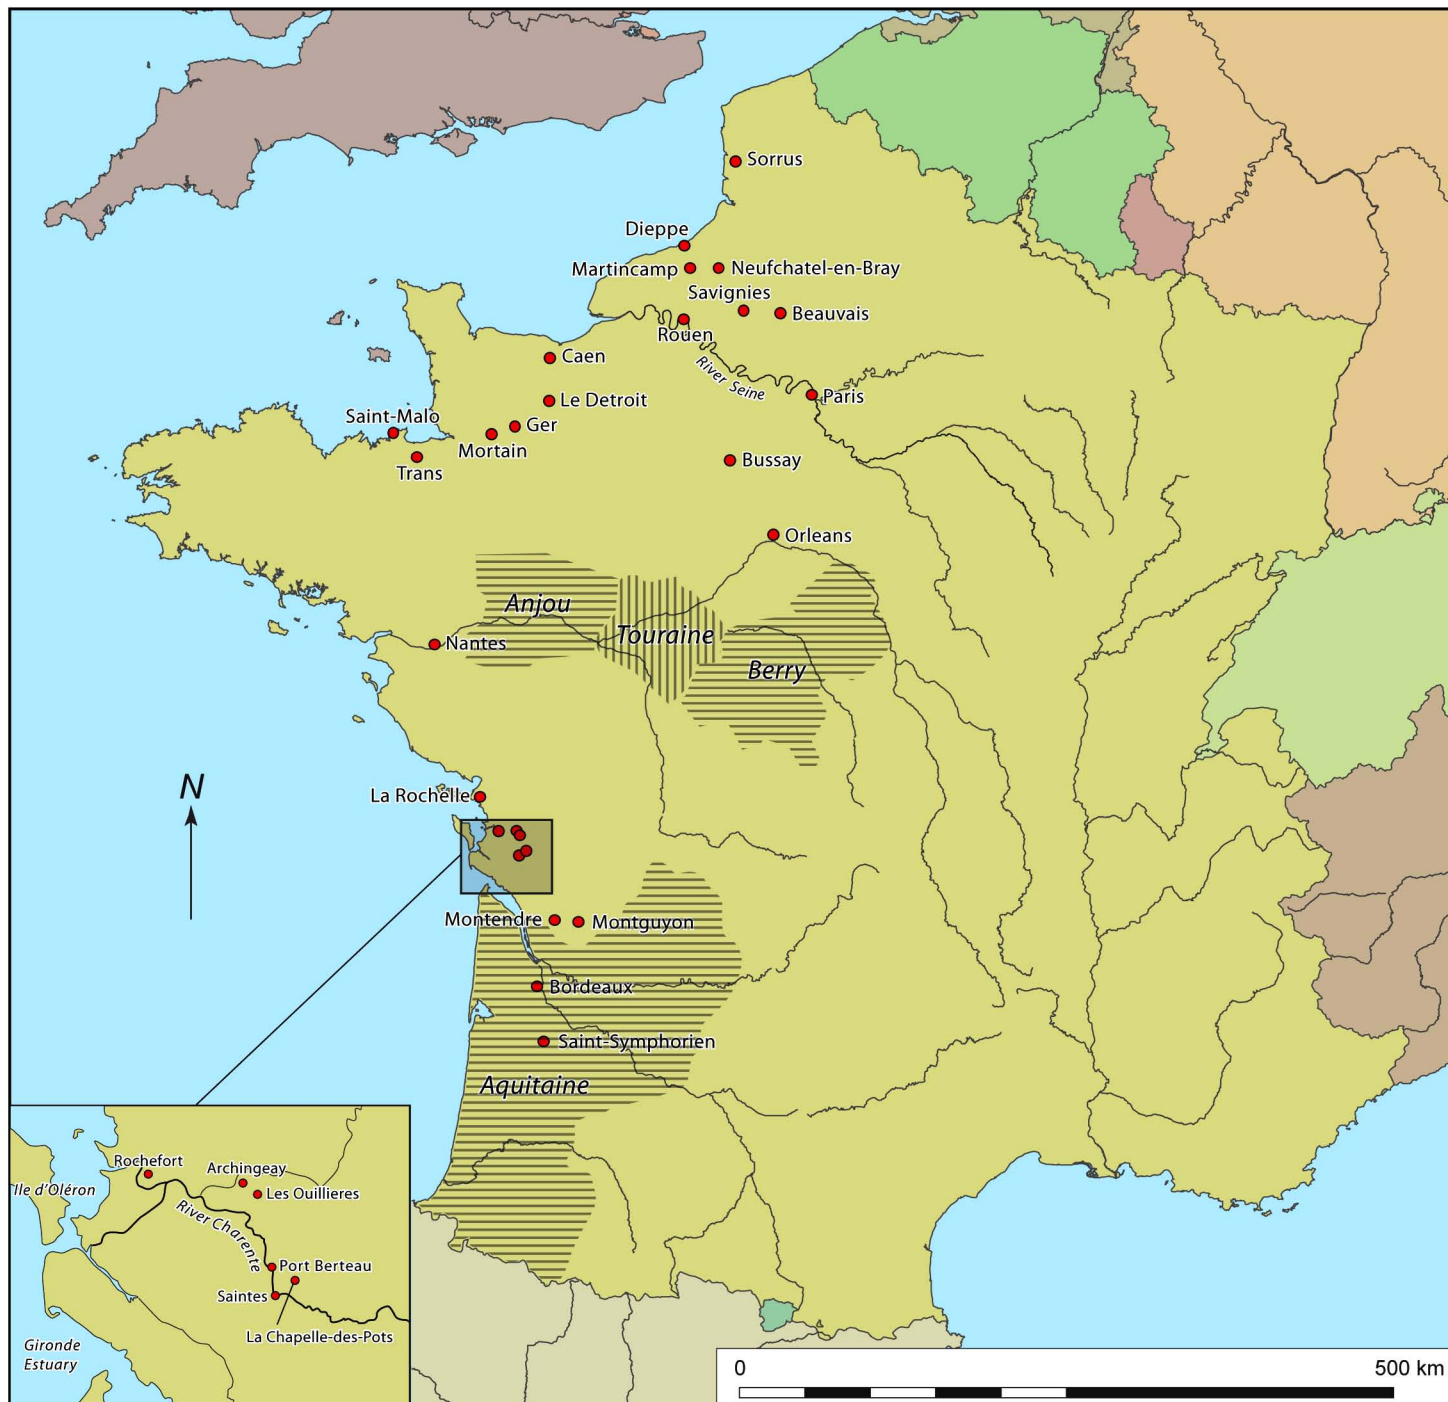 Sorrus
Dieppe
Martincamp
Neufchatel-en-Bray
Savignies
Beauvais
Rouen
River Seine
Caen
Paris
Le Detroit
Saint-Malo
Ger
Mortain
Trans
Bussay
Orleans
Anjou
Touraine
Nantes
Berry
N
La Rochelle
Montendre
Montguyon
Bordeaux
Saint-Symphorien
Aquitaine
Rochefort
Archingeay
Ile d'Oléron
Les Ouillieres
River Charente
Port Berteau
Saintes
La Chapelle-des-Pots
Gironde
Estuary
0
500 km